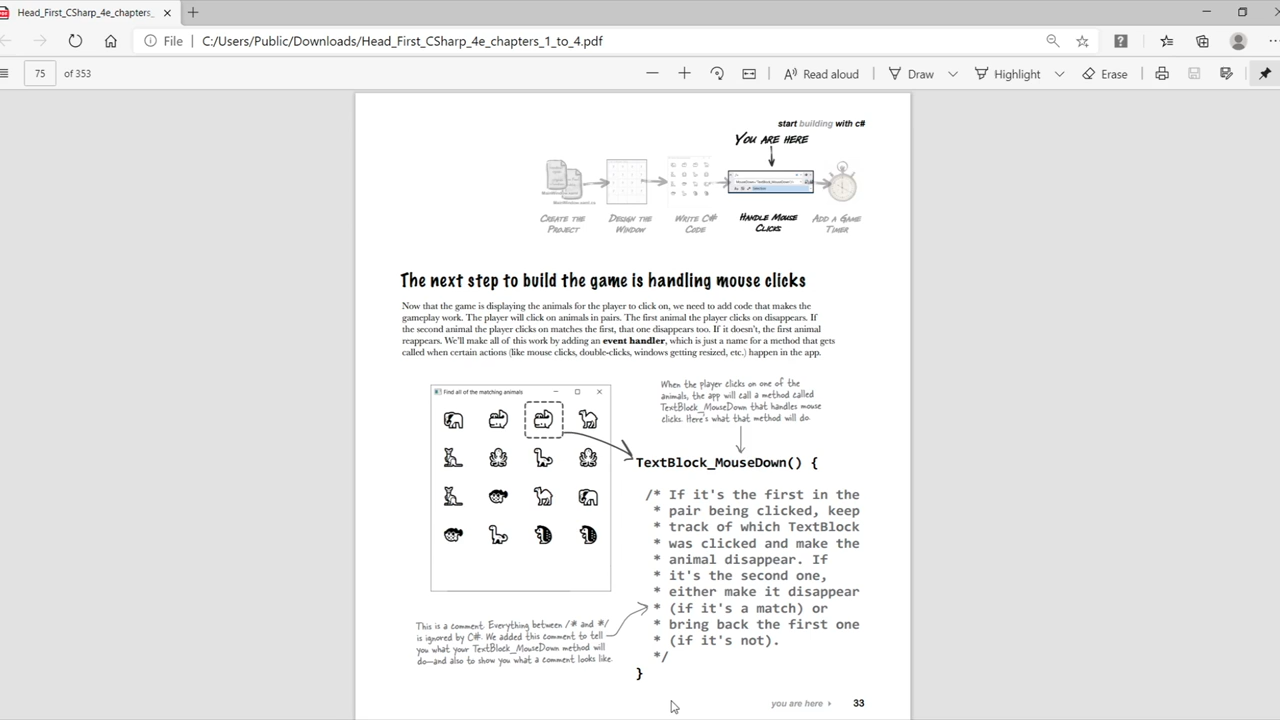 Head_First_CSharp_4e_chapters_
File
C:/Users/Public/Downloads/Head_First_CSharp_4e_chapters_1_to_4.pdf
75 of 353
Read aloud
Draw
Highlight
Erase
start building with c#
YOU ARE HERE
CREATE THE PROJECT
DESIGN THE WINDOW
WRITE C# CODE
HANDLE MOUSE CLICKS
ADD A GAME TIMER
The next step to build the game is handling mouse clicks
Now that the game is displaying the animals for the player to click on, we need to add code that makes the
gameplay work. The player will click on animals in pairs. The first animal the player clicks on disappears. If
the second animal the player clicks on matches the first, that one disappears too. If it doesn't, the first animal
reappears. We'll make all of this work by adding an event handler, which is just a name for a method that gets
called when certain actions (like mouse clicks, double-clicks, windows getting resized, etc.) happen in the app.
Find all of the matching animals
When the player clicks on one of the
animals, the app will call a method called
TextBlock_MouseDown that handles mouse
clicks. Here's what that method will do.
TextBlock_MouseDown() {
/* If it's the first in the
* pair being clicked, keep
* track of which TextBlock
* was clicked and make the
* animal disappear. If
* it's the second one,
* either make it disappear
* (if it's a match) or
* bring back the first one
* (if it's not).
*/
}
This is a comment. Everything between /* and */
is ignored by C#. We added this comment to tell
you what your TextBlock_MouseDown method will
do—and also to show you what a comment looks like.
you are here ▸ 33